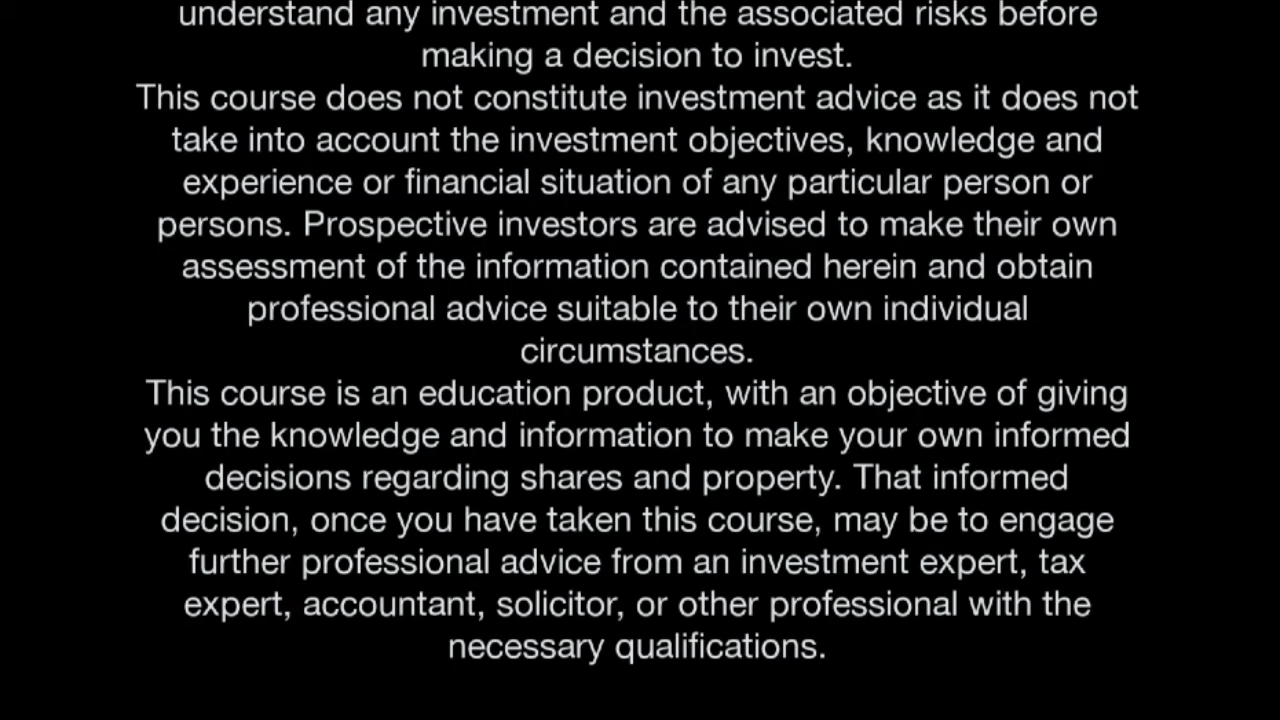 understand any investment and the associated risks before
making a decision to invest.
This course does not constitute investment advice as it does not
take into account the investment objectives, knowledge and
experience or financial situation of any particular person or
persons. Prospective investors are advised to make their own
assessment of the information contained herein and obtain
professional advice suitable to their own individual
circumstances.
This course is an education product, with an objective of giving
you the knowledge and information to make your own informed
decisions regarding shares and property. That informed
decision, once you have taken this course, may be to engage
further professional advice from an investment expert, tax
expert, accountant, solicitor, or other professional with the
necessary qualifications.